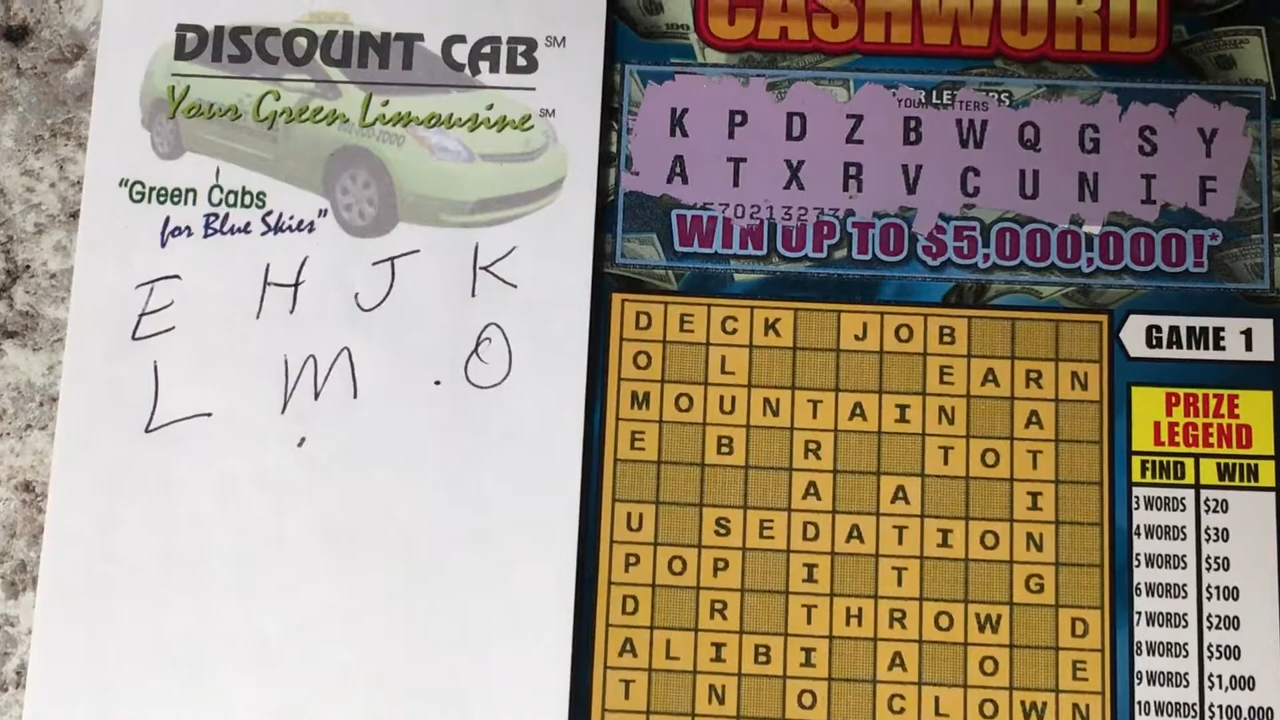 DISCOUNT CAB SM
Your Green Limousine SM
"Green Cabs
for Blue Skies"
E H J K
L M . O
CASHWORD
YOUR LETTERS
K P D Z B W Q G S Y
A T X R V C U N I F
WIN UP TO $5,000,000!*
GAME 1
PRIZE
LEGEND
FIND WIN
3 WORDS $20
4 WORDS $30
5 WORDS $50
6 WORDS $100
7 WORDS $200
8 WORDS $500
9 WORDS $1,000
10 WORDS $100,000
D E C K J O B
O L E A R N
M O U N T A I N A
E B R T O T
A A I
U S E D A T I O N
P O P I T G
D R T H R O W D
A L I B I A O E
T N O C L O W N